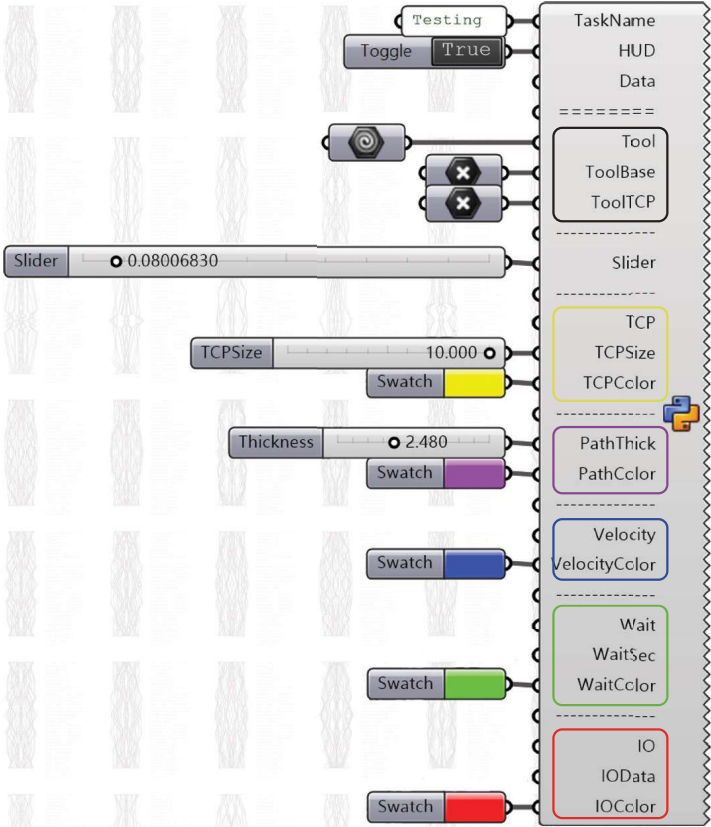 Testing
TaskName
Toggle True
HUD
Data
========
Tool
ToolBase
ToolTCP
-------------
Slider 0.08006830
Slider
-------------
TCP
TCPSize 10.000
TCPSize
Swatch
TCPColor
-------------
Thickness 2.480
PathThick
Swatch
PathColor
-------------
Velocity
Swatch
VelocityColor
-------------
Wait
WaitSec
Swatch
WaitColor
-------------
IO
IOData
Swatch
IOColor